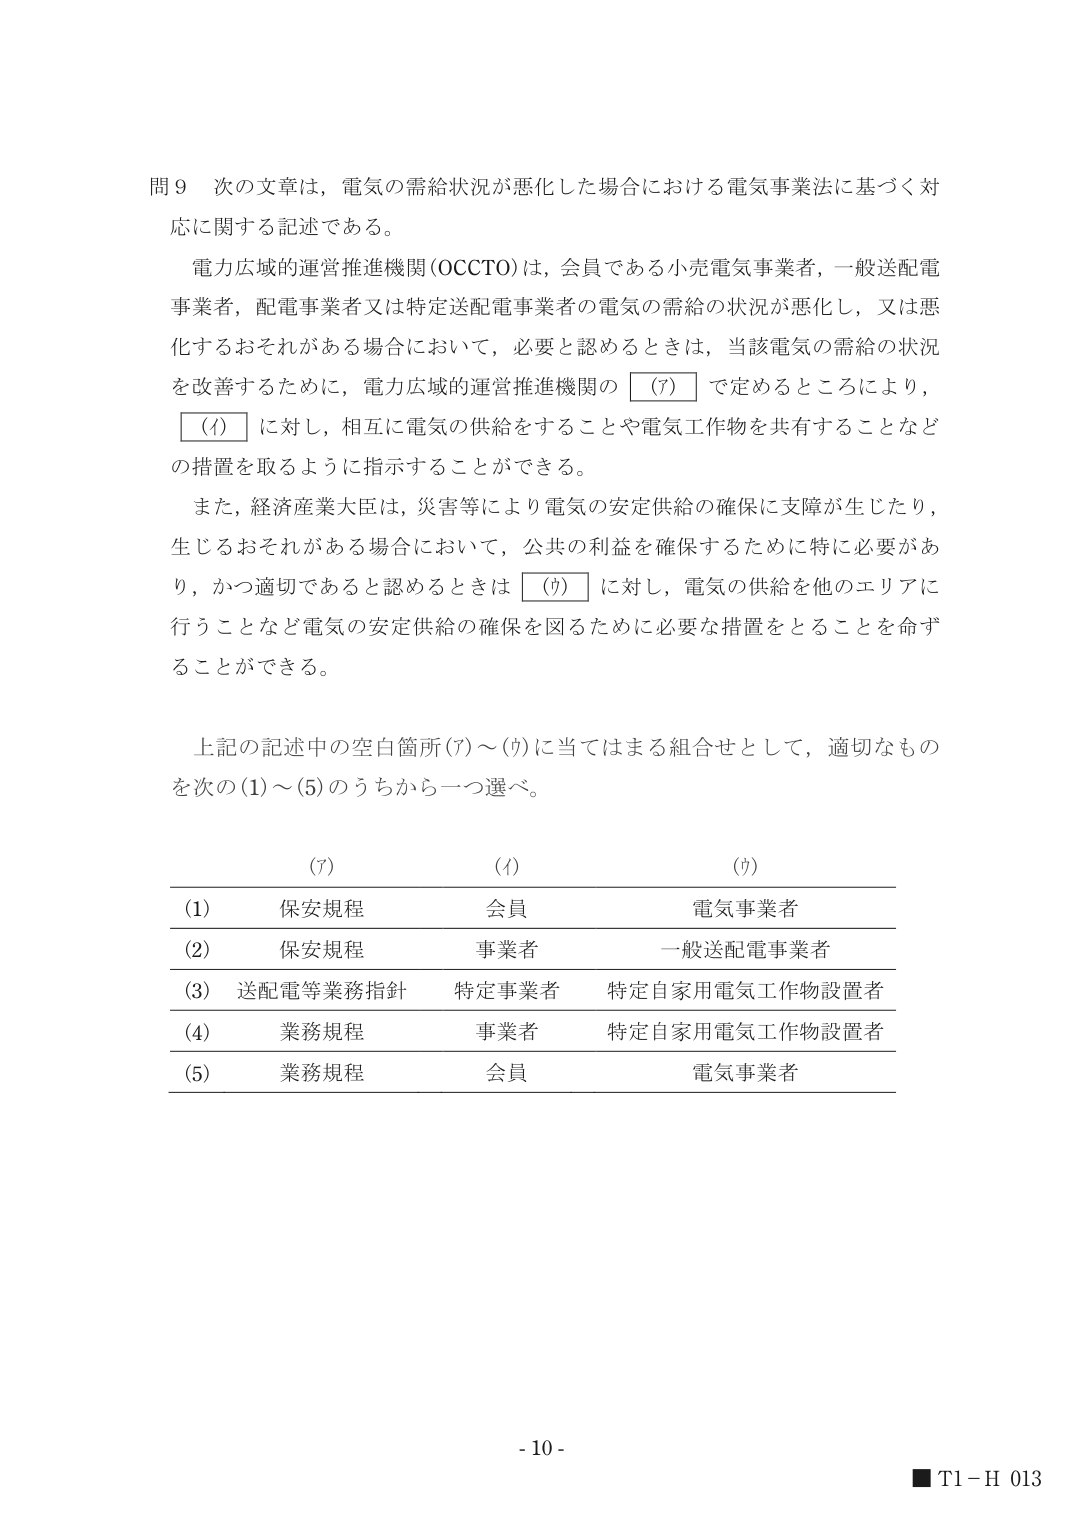 問9　次の文章は，電気の需給状況が悪化した場合における電気事業法に基づく対
応に関する記述である。
電力広域的運営推進機関(OCCTO)は，会員である小売電気事業者，一般送配電
事業者，配電事業者又は特定送配電事業者の電気の需給の状況が悪化し，又は悪
化するおそれがある場合において，必要と認めるときは，当該電気の需給の状況
を改善するために，電力広域的運営推進機関の (ア) で定めるところにより，
(イ) に対し，相互に電気の供給をすることや電気工作物を共有することなど
の措置を取るように指示することができる。
また，経済産業大臣は，災害等により電気の安定供給の確保に支障が生じたり，
生じるおそれがある場合において，公共の利益を確保するために特に必要があ
り，かつ適切であると認めるときは (ウ) に対し，電気の供給を他のエリアに
行うことなど電気の安定供給の確保を図るために必要な措置をとることを命ず
ることができる。
上記の記述中の空白箇所(ア)～(ウ)に当てはまる組合せとして，適切なもの
を次の(1)～(5)のうちから一つ選べ。
(ア) (イ) (ウ)
(1) 保安規程 会員 電気事業者
(2) 保安規程 事業者 一般送配電事業者
(3) 送配電等業務指針 特定事業者 特定自家用電気工作物設置者
(4) 業務規程 事業者 特定自家用電気工作物設置者
(5) 業務規程 会員 電気事業者
- 10 -
■ T1－H 013